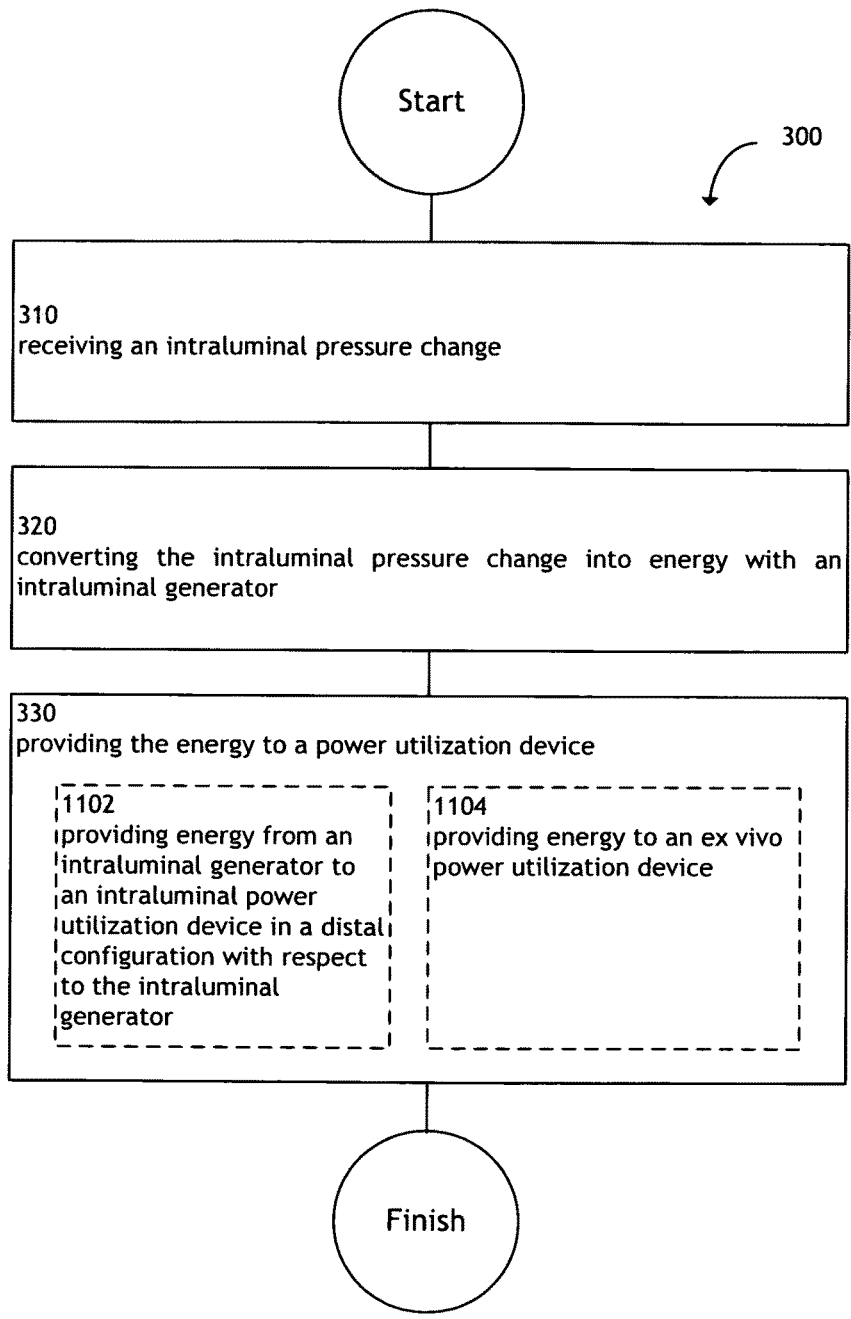 Start
300
310
receiving an intraluminal pressure change
320
converting the intraluminal pressure change into energy with an
intraluminal generator
330
providing the energy to a power utilization device
1102
providing energy from an
intraluminal generator to
an intraluminal power
utilization device in a distal
configuration with respect
to the intraluminal
generator
1104
providing energy to an ex vivo
power utilization device
Finish